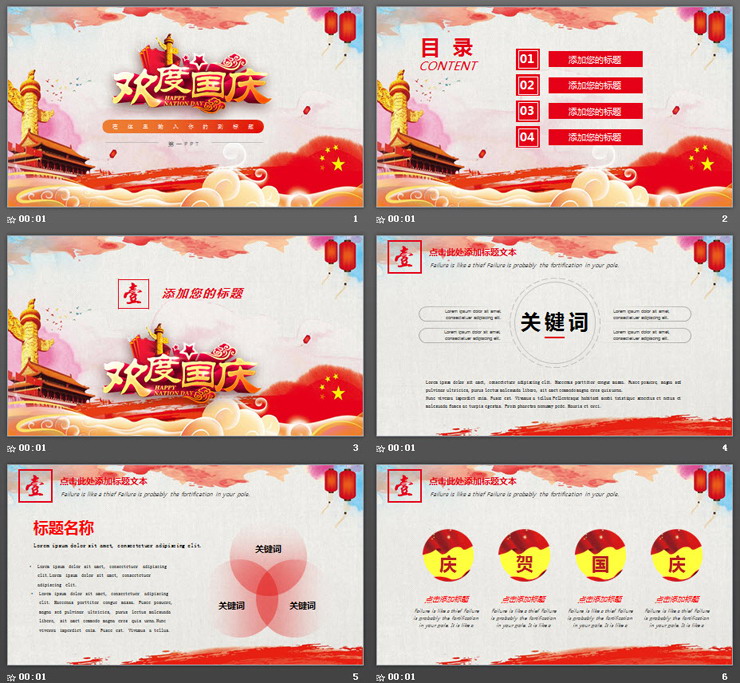 欢度国庆
HAPPY
NATION DAY
在这里输入你的副标题
第一PPT
00:01
1
目 录
CONTENT
01 添加您的标题
02 添加您的标题
03 添加您的标题
04 添加您的标题
00:01
2
壹 添加您的标题
欢度国庆
HAPPY
NATION DAY
00:01
3
壹
点击此处添加标题文本
Failure is like a thief Failure is probably the fortification in your pole.
Lorem ipsum dolor sit amet,
consectetuer adipiscing elit.
Lorem ipsum dolor sit amet,
consectetuer adipiscing elit.
关键词
Lorem ipsum dolor sit amet,
consectetuer adipiscing elit.
Lorem ipsum dolor sit amet,
consectetuer adipiscing elit.
Lorem ipsum dolor sit amet, consectetuer adipiscing elit. Maecenas porttitor congue massa. Fusce posuere, magna sed
pulvinar ultricies, purus lectus malesuada libero, sit amet commodo magna eros quis urna.
Nunc viverra imperdiet enim. Fusce est. Vivamus a tellus.Pellentesque habitant morbi tristique senectus et netus et
malesuada fames ac turpis egestas. Proin pharetra nonummy pede. Mauris et orci.
00:01
4
壹
点击此处添加标题文本
Failure is like a thief Failure is probably the fortification in your pole.
标题名称
Lorem ipsum dolor sit amet, consectetuer adipiscing elit.
• Lorem ipsum dolor sit amet, consectetuer adipiscing
elit.Lorem ipsum dolor sit amet, consectetuer
adipiscing elit.
• Lorem ipsum dolor sit amet, consectetuer adipiscing
elit. Maecenas porttitor congue massa. Fusce posuere,
magna sed pulvinar ultricies, purus lectus malesuada
libero, sit amet commodo magna eros quis urna.Nunc
viverra imperdiet enim. Fusce est. Vivamus a tellus.
关键词
关键词
关键词
00:01
5
壹
点击此处添加标题文本
Failure is like a thief Failure is probably the fortification in your pole.
庆 贺 国 庆
点击添加标题 点击添加标题 点击添加标题 点击添加标题
Failure is like a thief Failure
is probably the fortification
in your pole. It is like a
Failure is like a thief Failure
is probably the fortification
in your pole. It is like a
Failure is like a thief Failure
is probably the fortification
in your pole. It is like a
Failure is like a thief Failure
is probably the fortification
in your pole. It is like a
00:01
6